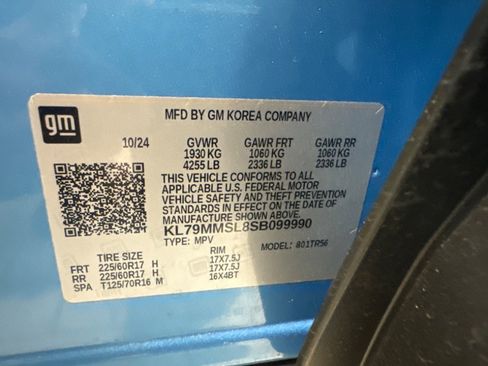 gm
MFD BY GM KOREA COMPANY
10/24 GVWR GAWR FRT GAWR RR
1930 KG 1060 KG 1060 KG
4255 LB 2336 LB 2336 LB
THIS VEHICLE CONFORMS TO ALL
APPLICABLE U.S. FEDERAL MOTOR
VEHICLE SAFETY AND THEFT PREVENTION
STANDARDS IN EFFECT ON THE DATE OF
MANUFACTURE SHOWN ABOVE.
KL79MMSL8SB099990
TYPE: MPV MODEL: 801TR56
TIRE SIZE RIM
FRT 225/60R17 H 17X7.5J
RR 225/60R17 H 17X7.5J
SPA T125/70R16 M 16X4BT